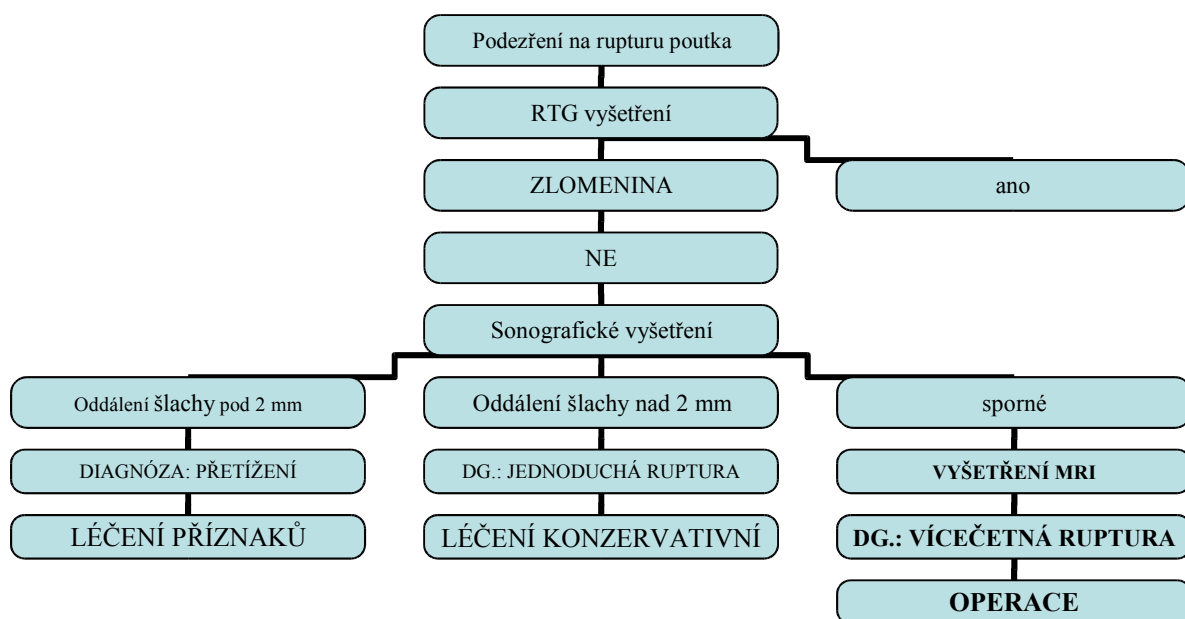 Podezření na rupturu poutka
RTG vyšetření
ZLOMENINA
ano
NE
Sonografické vyšetření
Oddálení šlachy pod 2 mm
Oddálení šlachy nad 2 mm
sporné
DIAGNÓZA: PŘETÍŽENÍ
DG.: JEDNODUCHÁ RUPTURA
VYŠETŘENÍ MRI
LÉČENÍ PŘÍZNAKŮ
LÉČENÍ KONZERVATIVNÍ
DG.: VÍCEČETNÁ RUPTURA
OPERACE